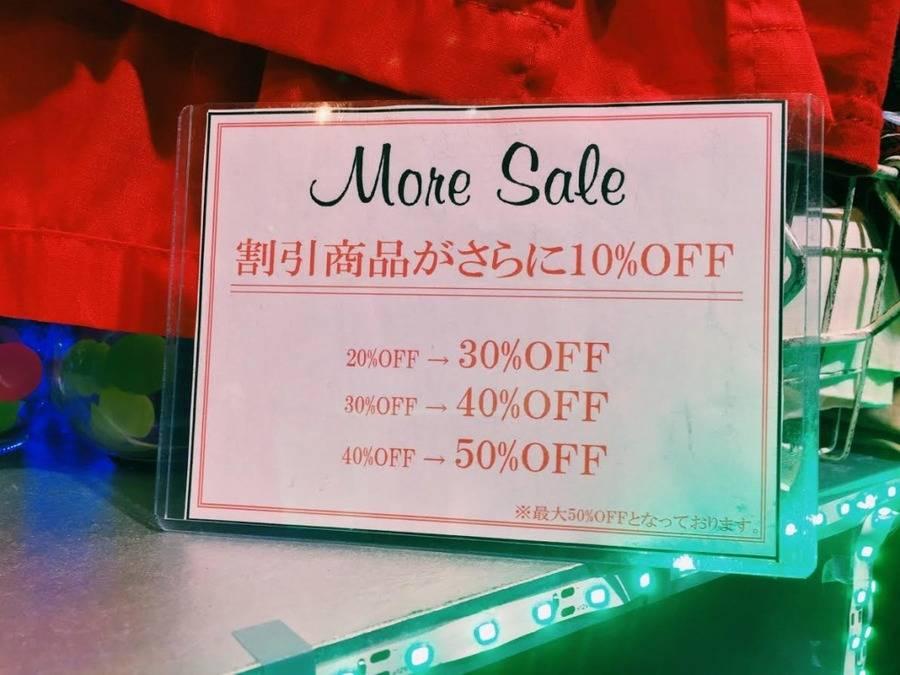 More Sale
割引商品がさらに10%OFF
20%OFF → 30%OFF
30%OFF → 40%OFF
40%OFF → 50%OFF
※最大50%OFFとなっております。